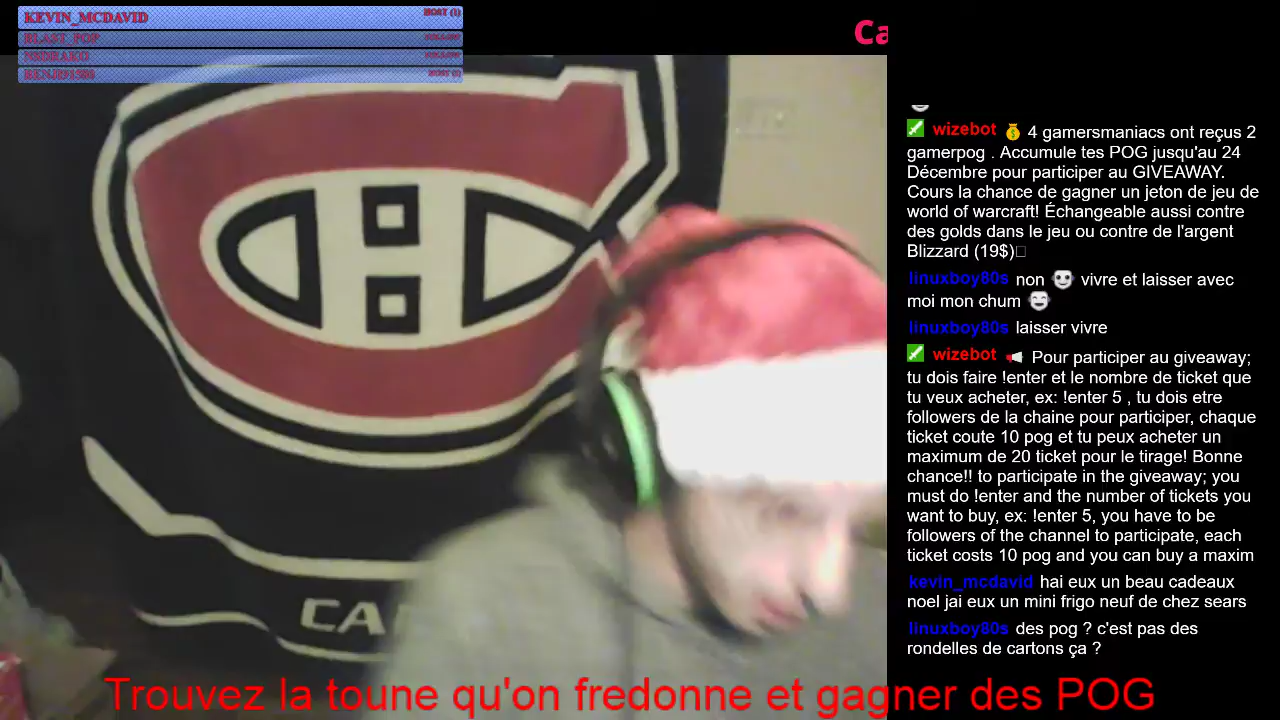 KEVIN_MCDAVID HOST (1)
BLAST_POP
NSDRAKO
Ca
wizebot 4 gamersmaniacs ont reçus 2
gamerpog . Accumule tes POG jusqu'au 24
Décembre pour participer au GIVEAWAY.
Cours la chance de gagner un jeton de jeu de
world of warcraft! Échangeable aussi contre
des golds dans le jeu ou contre de l'argent
Blizzard (19$)
linuxboy80s non vivre et laisser avec
moi mon chum
linuxboy80s laisser vivre
wizebot Pour participer au giveaway;
tu dois faire !enter et le nombre de ticket que
tu veux acheter, ex: !enter 5 , tu dois etre
followers de la chaine pour participer, chaque
ticket coute 10 pog et tu peux acheter un
maximum de 20 ticket pour le tirage! Bonne
chance!! to participate in the giveaway; you
must do !enter and the number of tickets you
want to buy, ex: !enter 5, you have to be
followers of the channel to participate, each
ticket costs 10 pog and you can buy a maxim
kevin_mcdavid hai eux un beau cadeaux
noel jai eux un mini frigo neuf de chez sears
linuxboy80s des pog ? c'est pas des
rondelles de cartons ça ?
CA
Trouvez la toune qu'on fredonne et gagner des POG